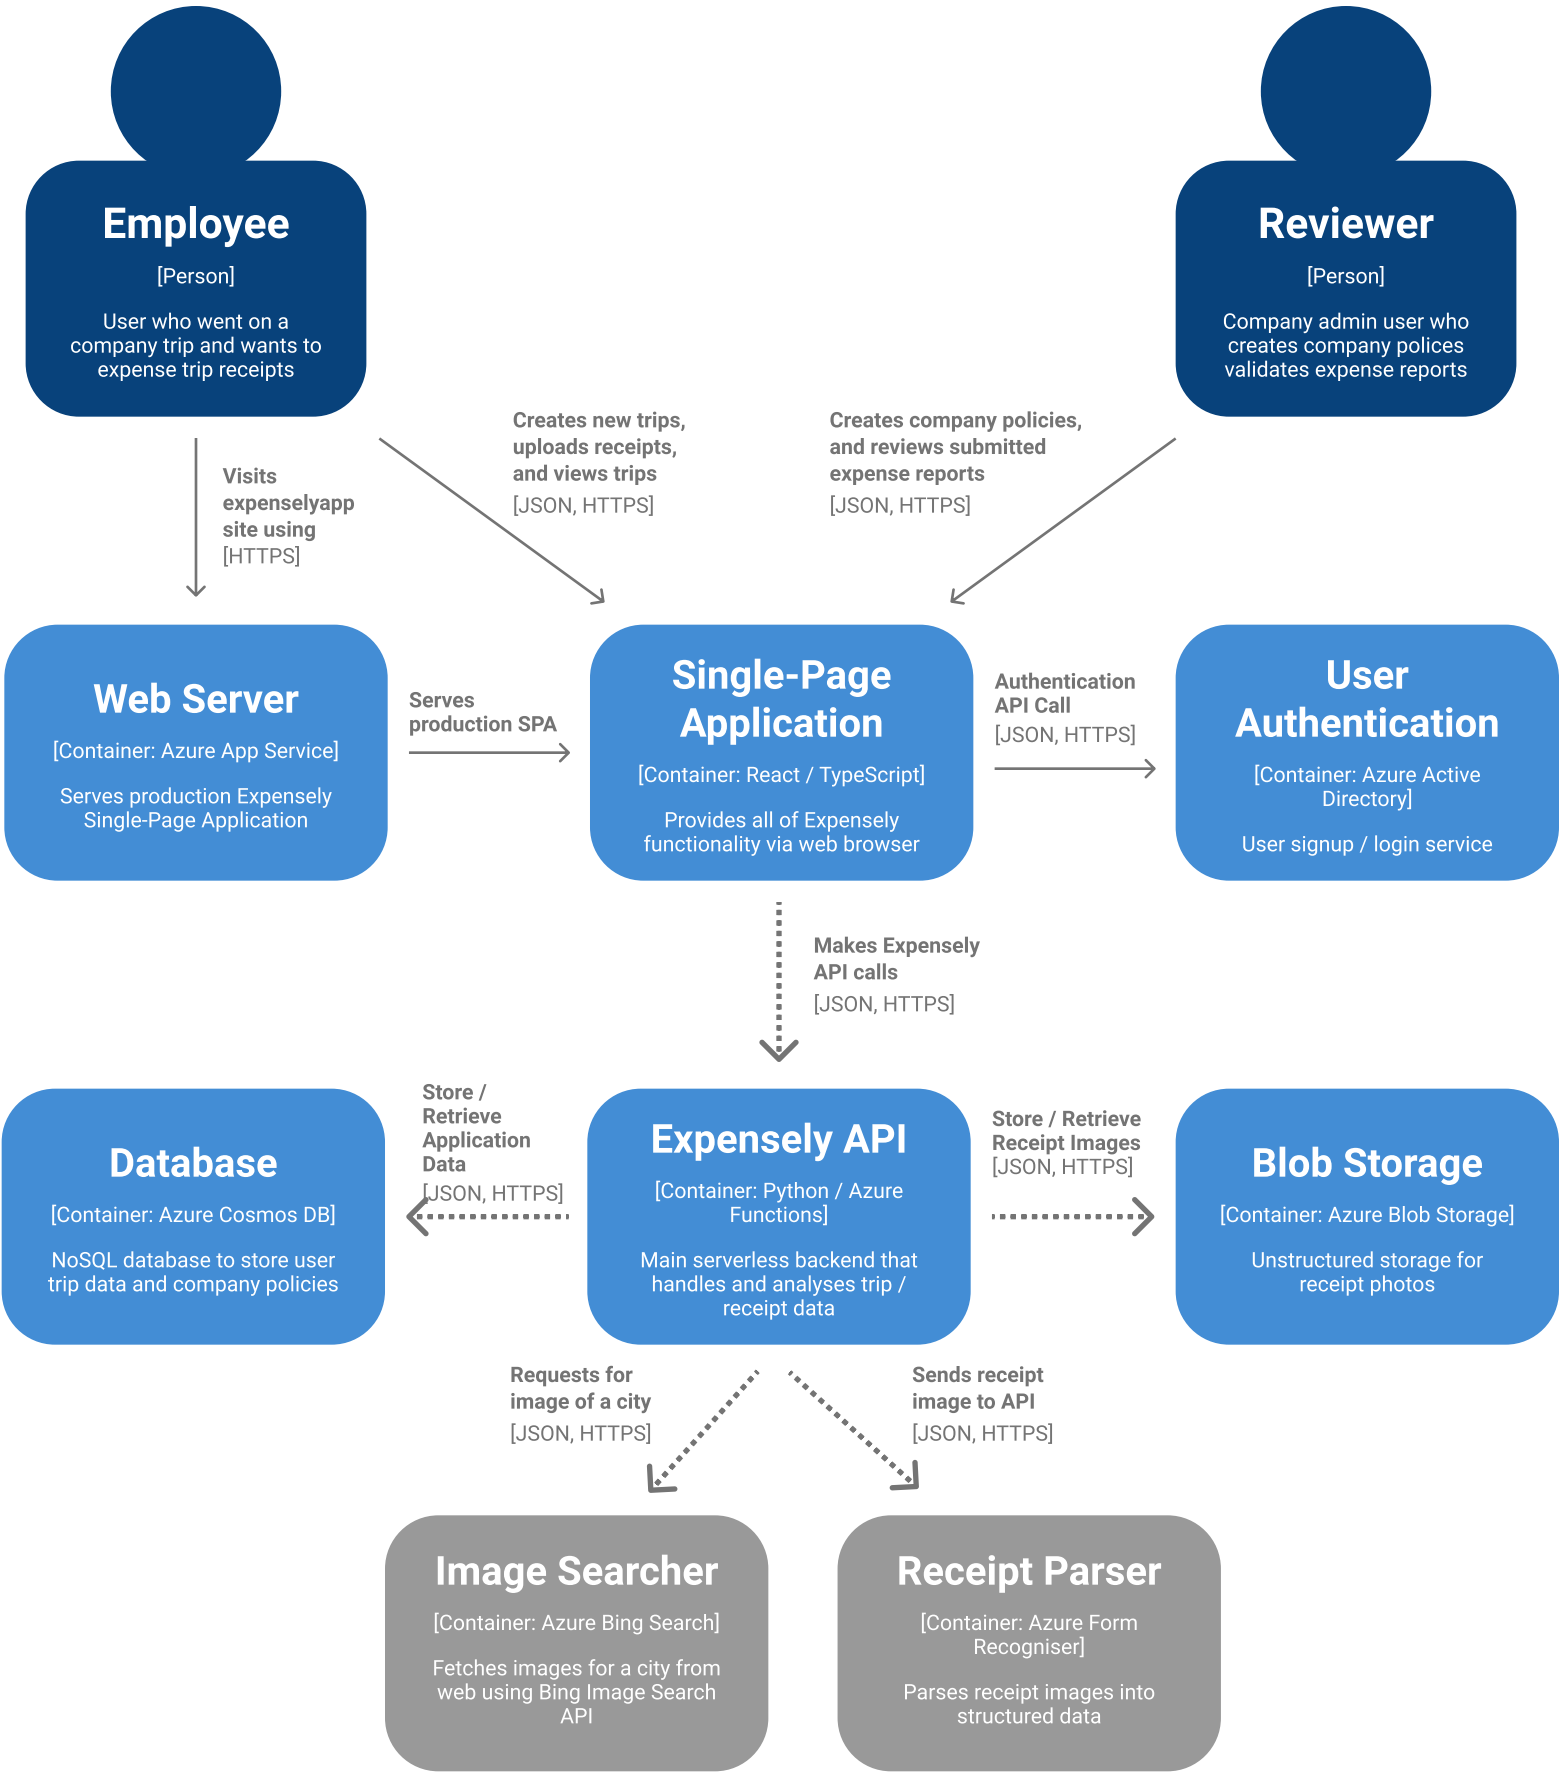 Employee
[Person]
User who went on a
company trip and wants to
expense trip receipts
Reviewer
[Person]
Company admin user who
creates company polices
validates expense reports
Visits
expenselyapp
site using
[HTTPS]
Creates new trips,
uploads receipts,
and views trips
[JSON, HTTPS]
Creates company policies,
and reviews submitted
expense reports
[JSON, HTTPS]
Web Server
[Container: Azure App Service]
Serves production Expensely
Single-Page Application
Serves
production SPA
Single-Page
Application
[Container: React / TypeScript]
Provides all of Expensely
functionality via web browser
Authentication
API Call
[JSON, HTTPS]
User
Authentication
[Container: Azure Active
Directory]
User signup / login service
Makes Expensely
API calls
[JSON, HTTPS]
Database
[Container: Azure Cosmos DB]
NoSQL database to store user
trip data and company policies
Store /
Retrieve
Application
Data
[JSON, HTTPS]
Expensely API
[Container: Python / Azure
Functions]
Main serverless backend that
handles and analyses trip /
receipt data
Store / Retrieve
Receipt Images
[JSON, HTTPS]
Blob Storage
[Container: Azure Blob Storage]
Unstructured storage for
receipt photos
Requests for
image of a city
[JSON, HTTPS]
Sends receipt
image to API
[JSON, HTTPS]
Image Searcher
[Container: Azure Bing Search]
Fetches images for a city from
web using Bing Image Search
API
Receipt Parser
[Container: Azure Form
Recogniser]
Parses receipt images into
structured data